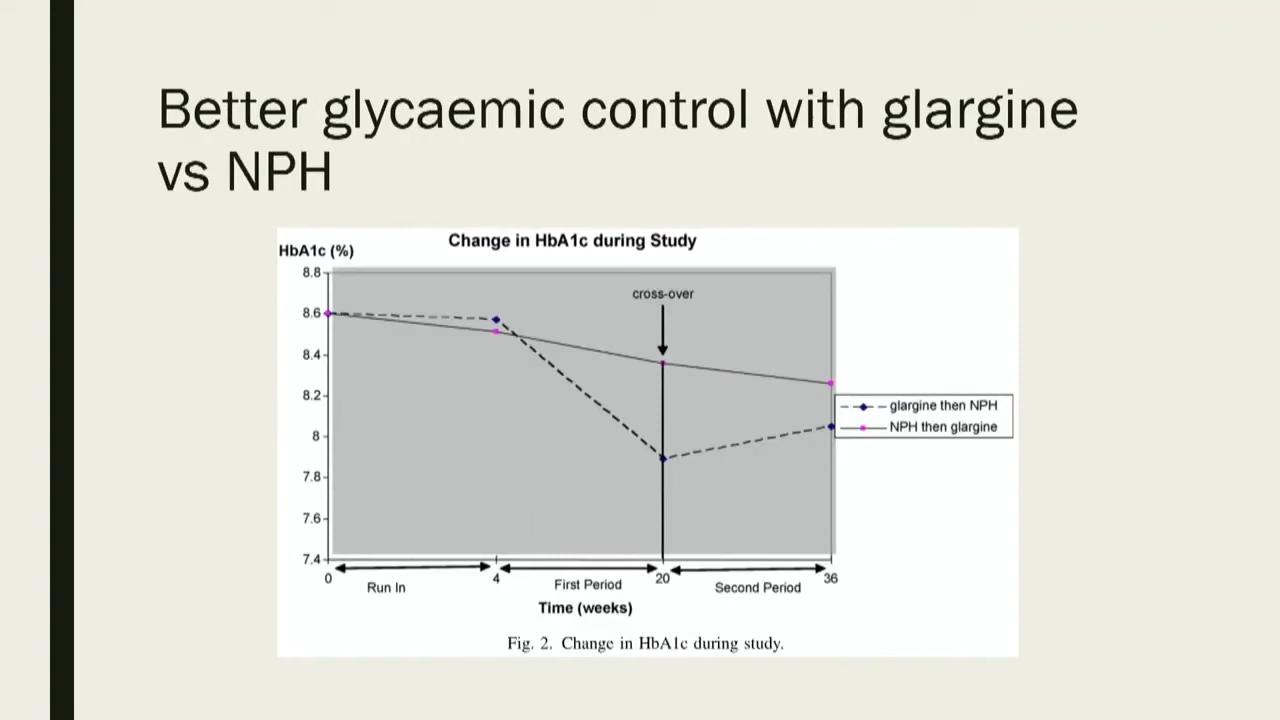 Better glycaemic control with glargine
vs NPH
Change in HbA1c during Study
HbA1c (%)
8.8
8.6
8.4
8.2
8
7.8
7.6
7.4
cross-over
glargine then NPH
NPH then glargine
0
4
20
36
Run In
First Period
Second Period
Time (weeks)
Fig. 2. Change in HbA1c during study.